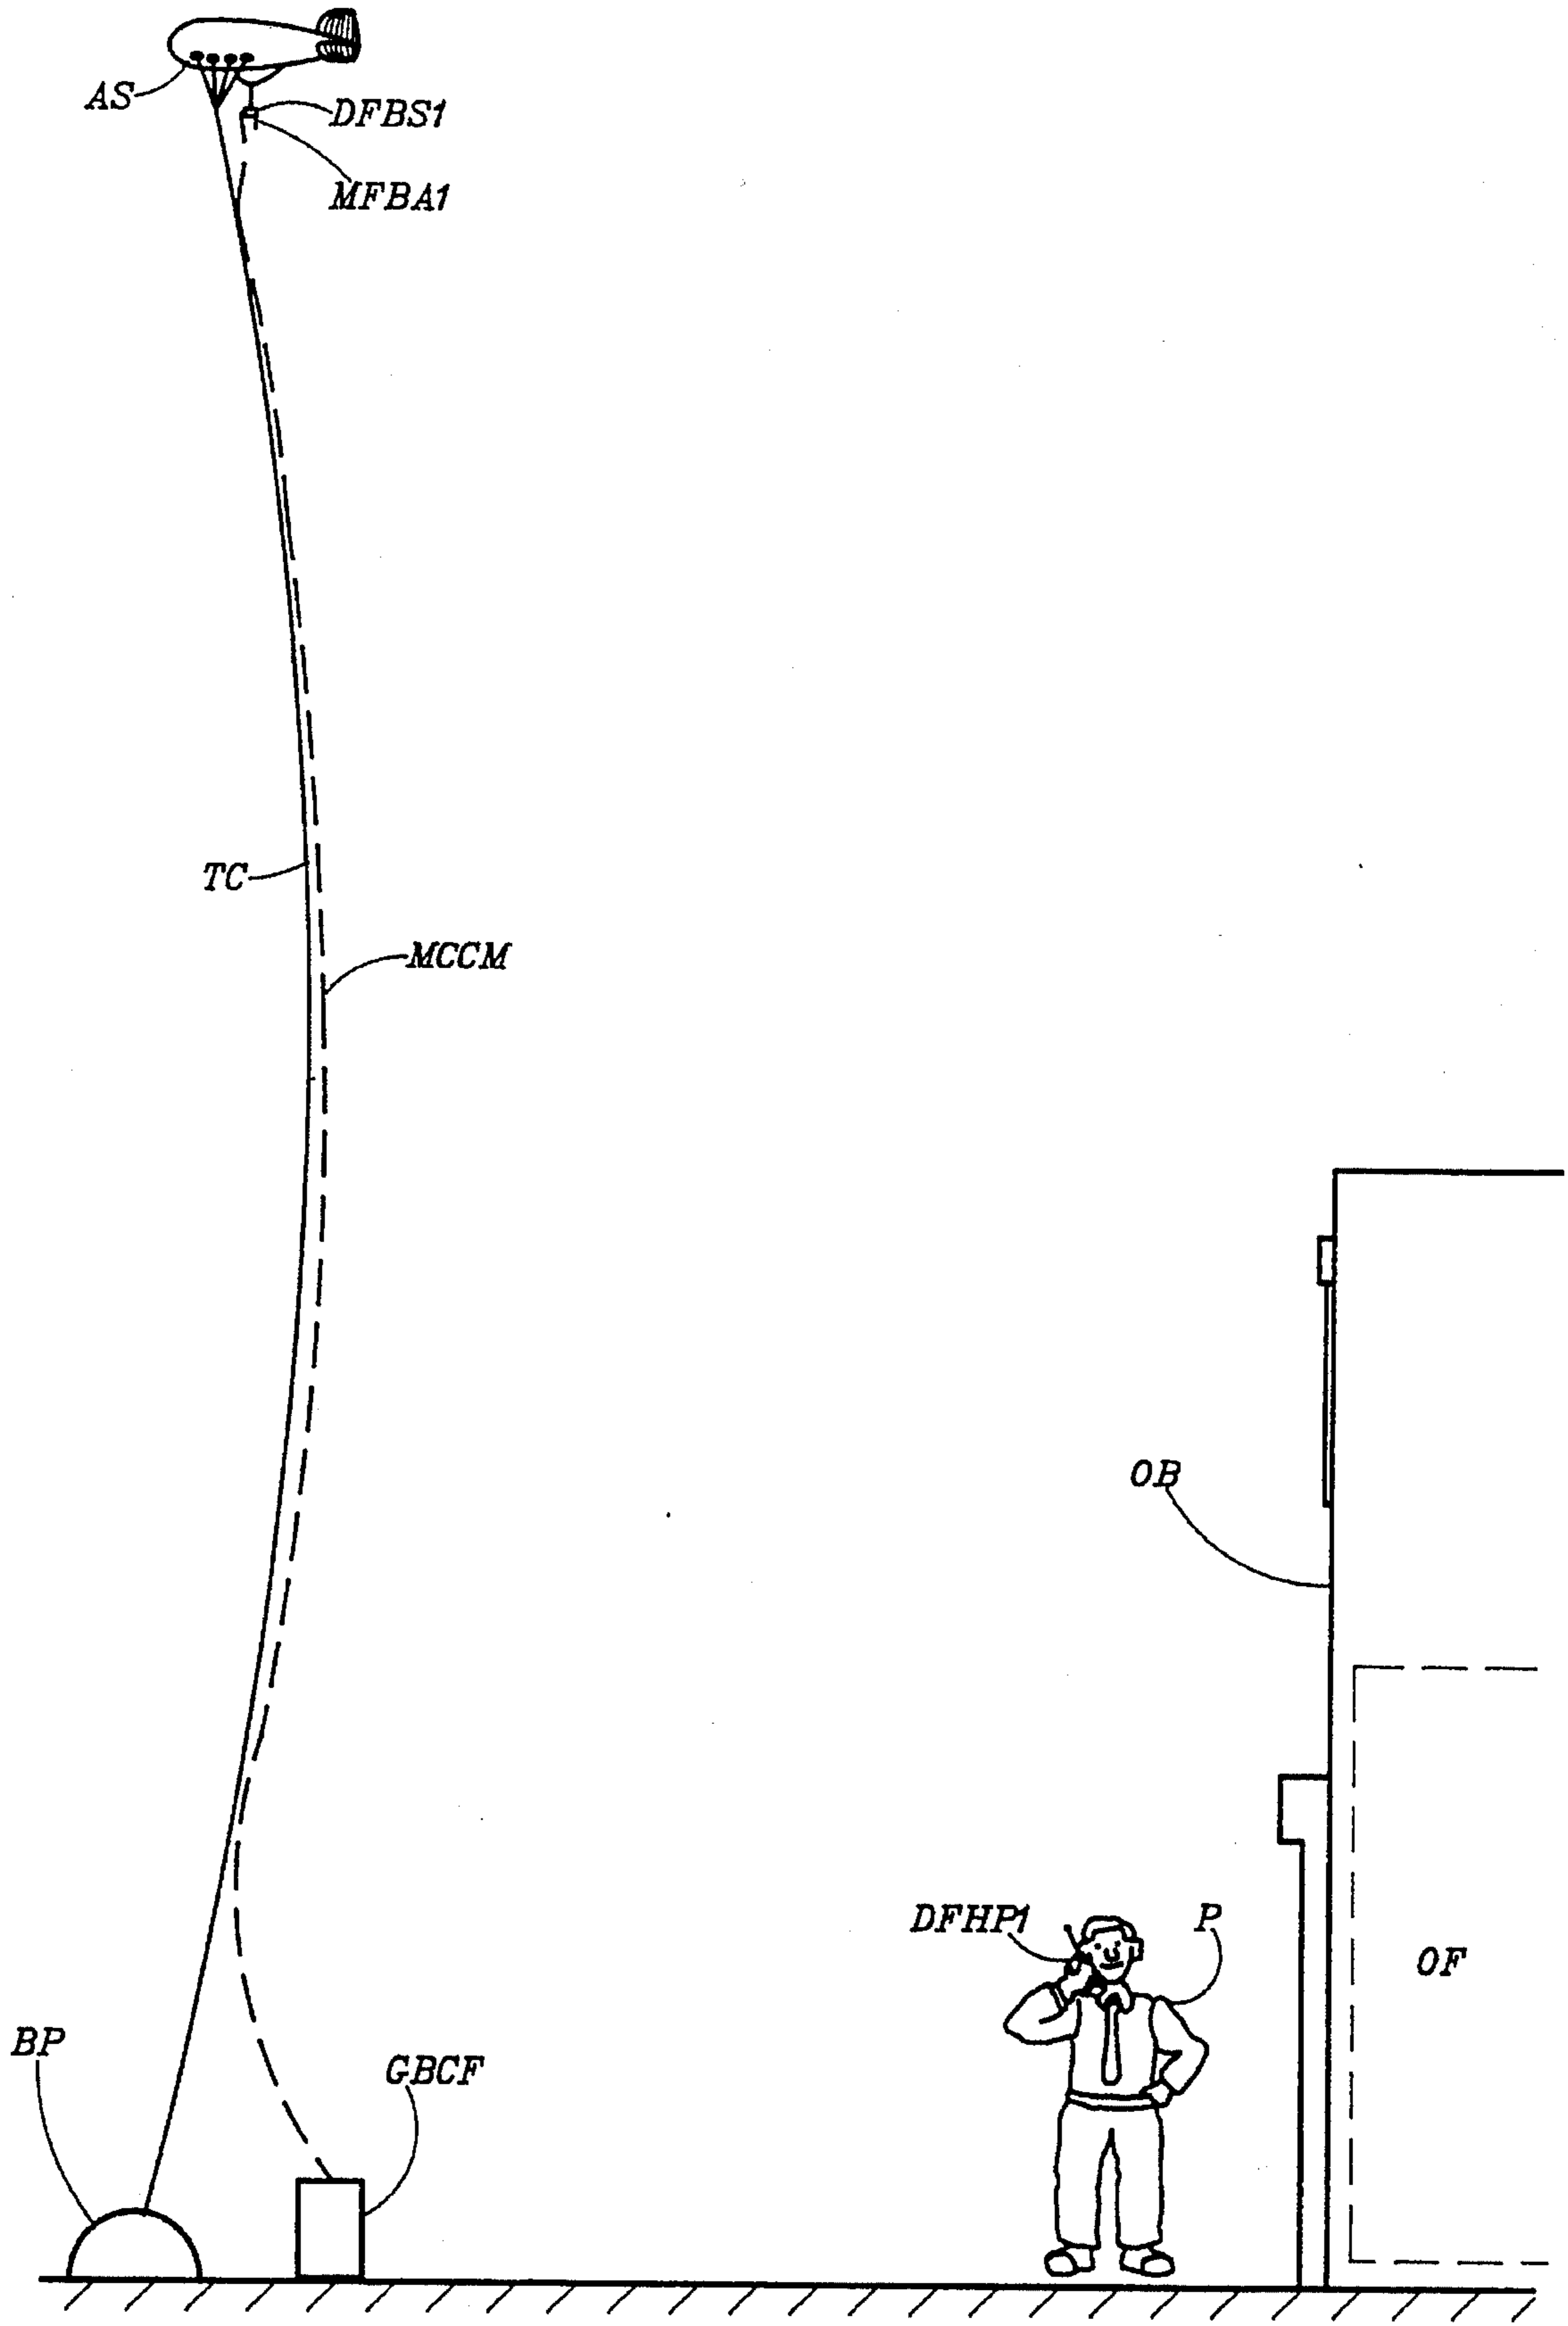 AS
DFBS1
MFBA1
TC
MCCM
OB
DFHP1
P
OF
BP
GBCF